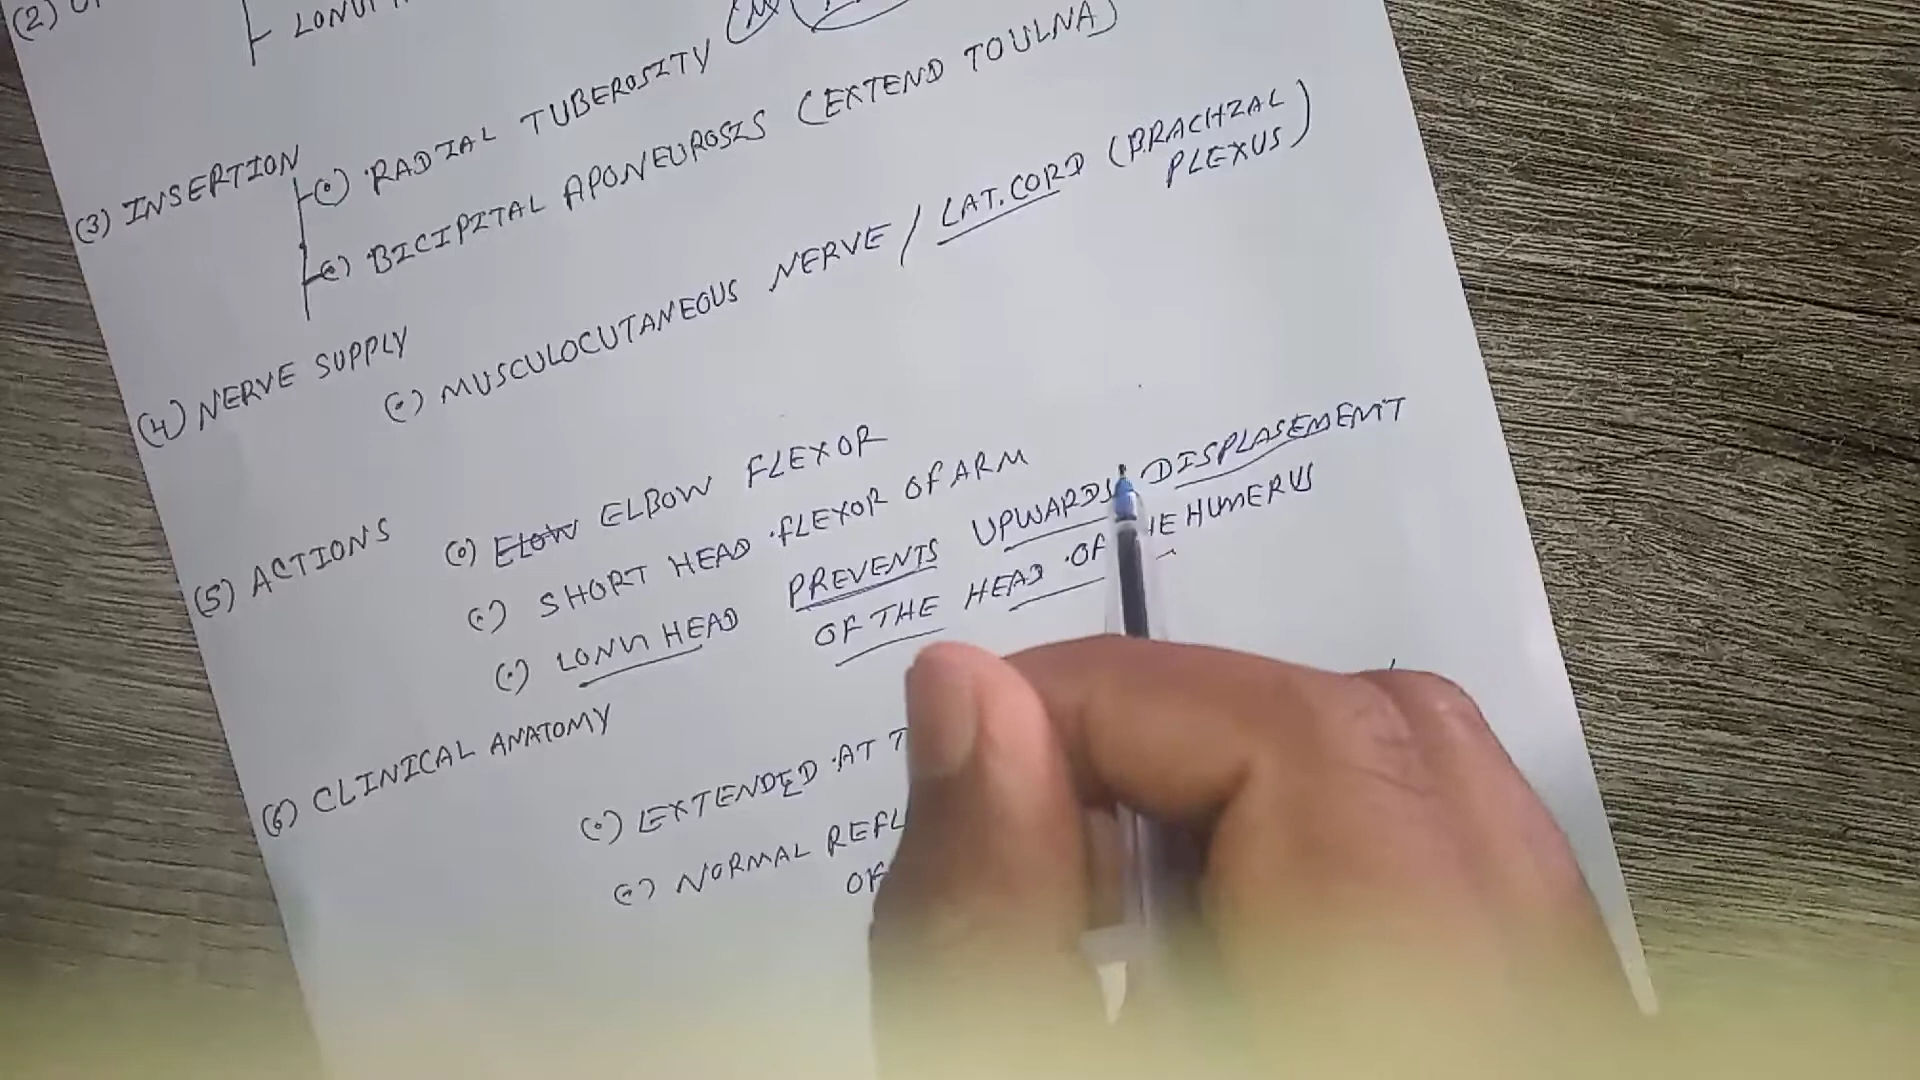 (2)
LONG
(3) INSERTION
(•) RADIAL TUBEROSITY
(•) BICIPITAL APONEUROSIS (EXTEND TO ULNA)
(4) NERVE SUPPLY
(•) MUSCULOCUTANEOUS NERVE / LAT. CORD (BRACHIAL
PLEXUS)
(5) ACTIONS
(•) Elow ELBOW FLEXOR
(•) SHORT HEAD FLEXOR OF ARM
(•) LONG HEAD PREVENTS UPWARDS DISPLASEMENT
OF THE HEAD OF HUMERUS
(6) CLINICAL ANATOMY
(•) EXTENDED AT
(•) NORMAL
OF